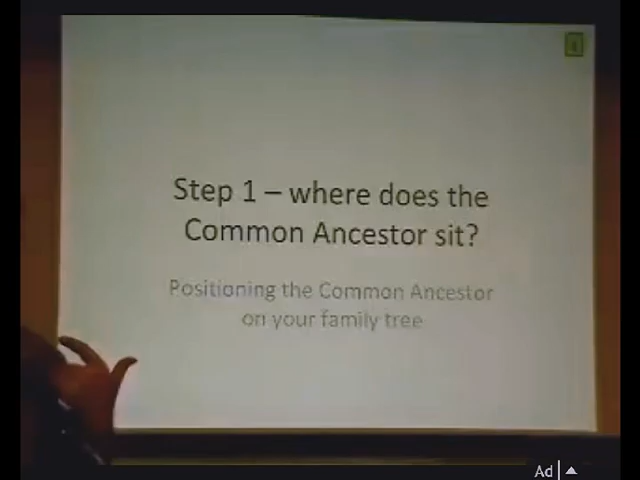 Step 1 – where does the
Common Ancestor sit?
Positioning the Common Ancestor
on your family tree
Ad